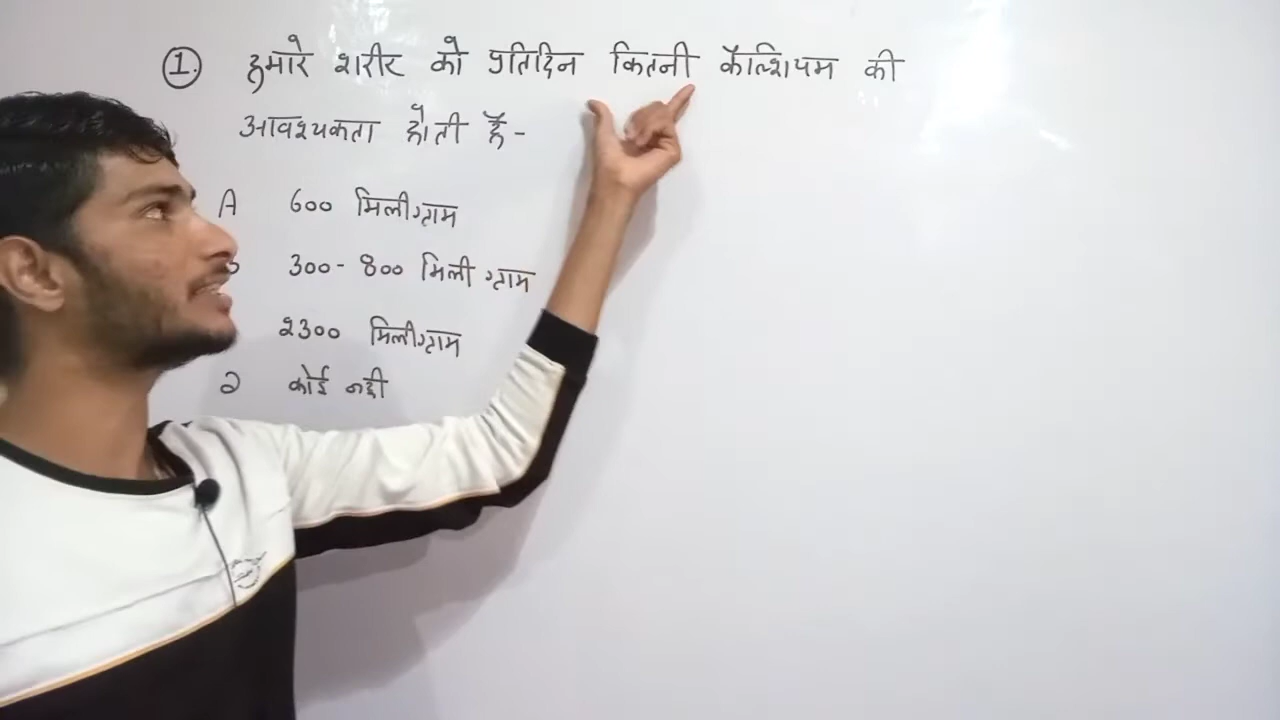 1. हमारे शरीर को प्रतिदिन कितनी कैल्शियम की
आवश्यकता होती है -
A 600 मिलीग्राम
300 - 800 मिली ग्राम
2300 मिलीग्राम
D कोई नही